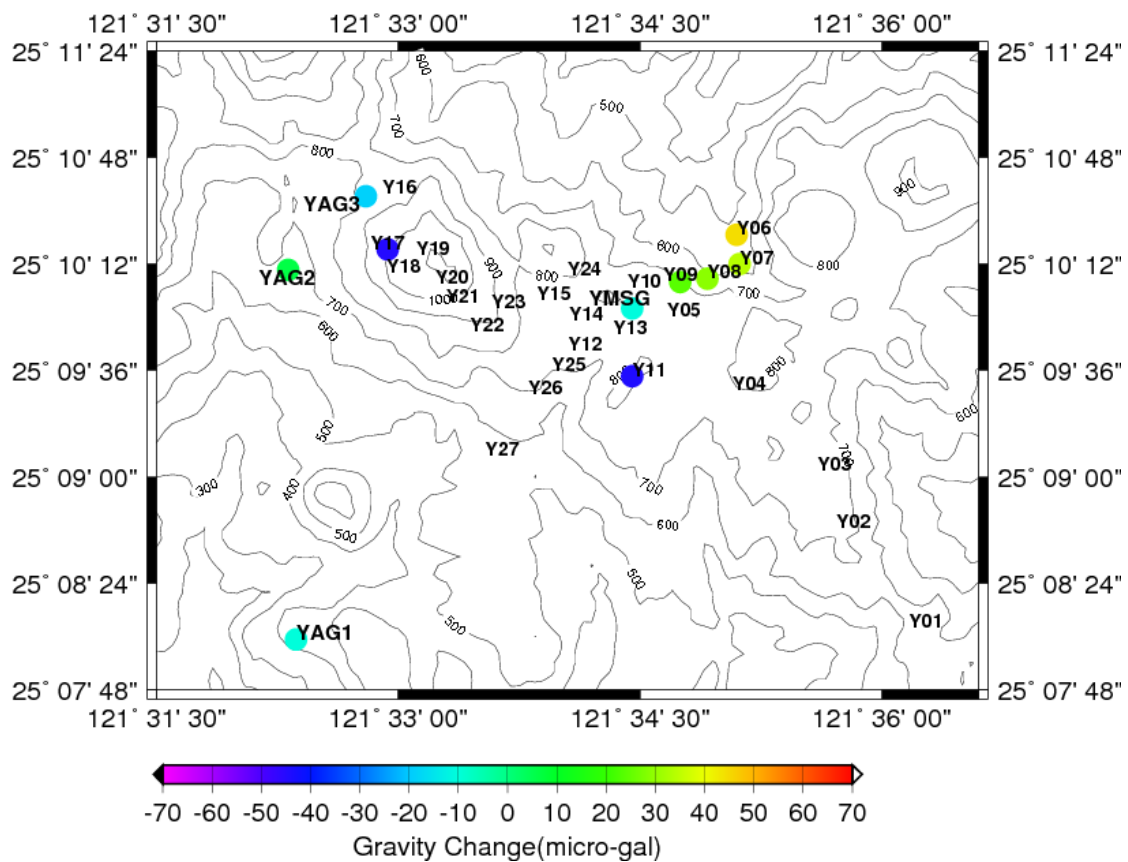 121° 31' 30" 121° 33' 00" 121° 34' 30" 121° 36' 00"
25° 11' 24" 25° 11' 24"
600
500
700
25° 10' 48" 800 25° 10' 48"
Y16 900
YAG3
Y06
Y17 Y19 600
Y18 900 Y24 Y07 800
25° 10' 12" 25° 10' 12"
YAG2 Y20 800 Y10 Y09 Y08
1000 Y21 Y23 Y15 YMSG 700
700 Y14 Y05
600 Y22 Y13
Y12
25° 09' 36" Y25 800 Y11 800 25° 09' 36"
Y26 Y04
600
500
Y27 700
Y03
25° 09' 00" 25° 09' 00"
300 400 700
500 600 Y02
25° 08' 24" 500 25° 08' 24"
YAG1 500 Y01
25° 07' 48" 25° 07' 48"
121° 31' 30" 121° 33' 00" 121° 34' 30" 121° 36' 00"
-70 -60 -50 -40 -30 -20 -10 0 10 20 30 40 50 60 70
Gravity Change(micro-gal)